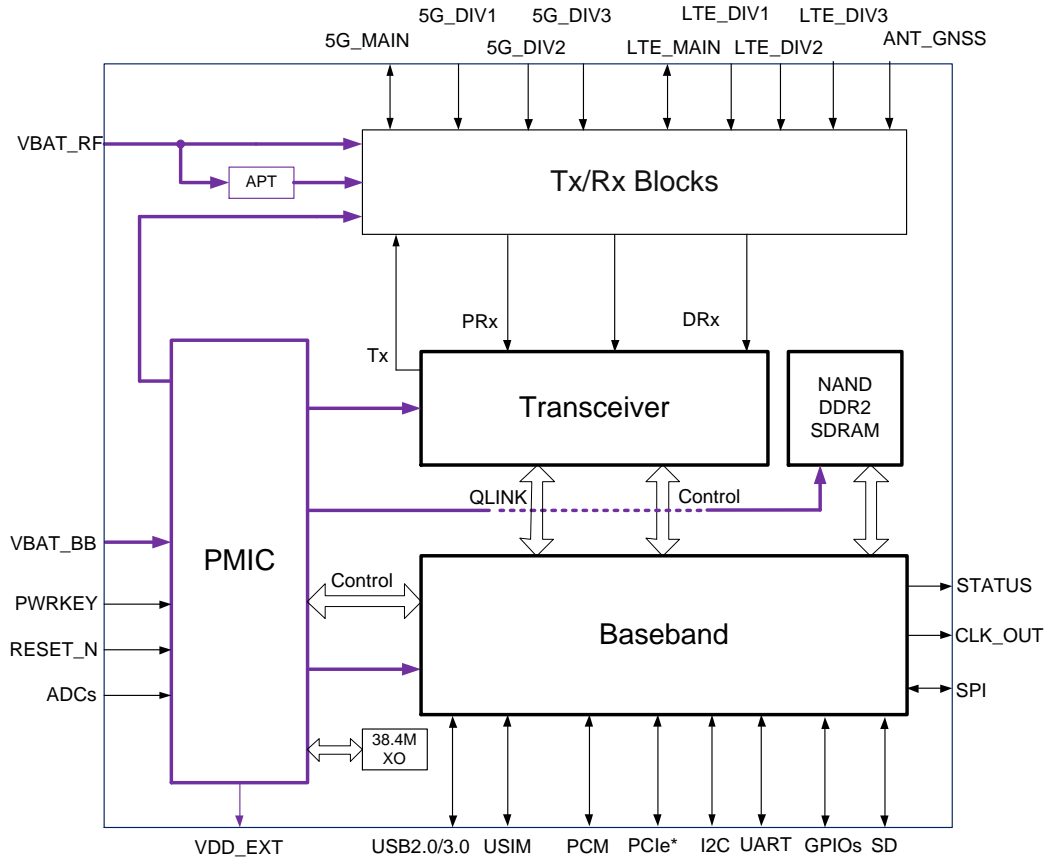 5G_DIV1
5G_DIV3
LTE_DIV1
LTE_DIV3
5G_MAIN
5G_DIV2
LTE_MAIN
LTE_DIV2
ANT_GNSS
VBAT_RF
APT
Tx/Rx Blocks
PRx
DRx
Tx
Transceiver
NAND
DDR2
SDRAM
QLINK
Control
VBAT_BB
PMIC
PWRKEY
Control
STATUS
Baseband
RESET_N
CLK_OUT
ADCs
SPI
38.4M
XO
VDD_EXT
USB2.0/3.0
USIM
PCM
PCIe*
I2C
UART
GPIOs
SD